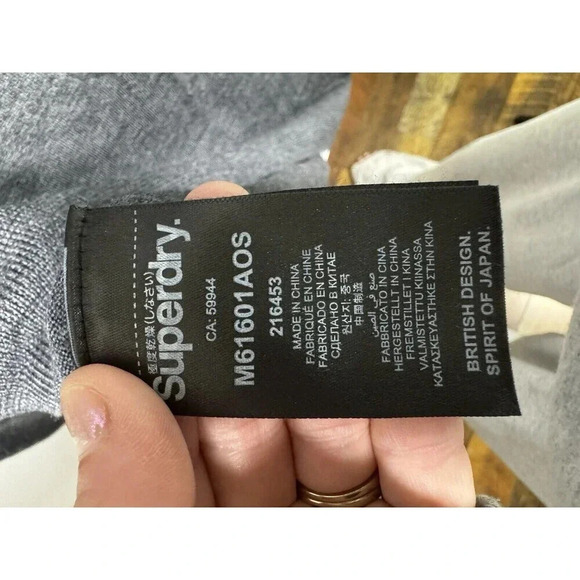 Superdry.
極度乾燥(しなさい)
CA: 59944
M61601AOS
216453
MADE IN CHINA
FABRIQUÉ EN CHINE
FABRICADO EN CHINA
СДЕЛАНО В КИТАЕ
원산지: 중국
中国制造
صنع في الصين
FABBRICATO IN CINA
HERGESTELLT IN CHINA
FREMSTILLET I KINA
VALMISTETTU KIINASSA
ΚΑΤΑΣΚΕΥΑΣΤΗΚΕ ΣΤΗΝ ΚΙΝΑ
BRITISH DESIGN.
SPIRIT OF JAPAN.